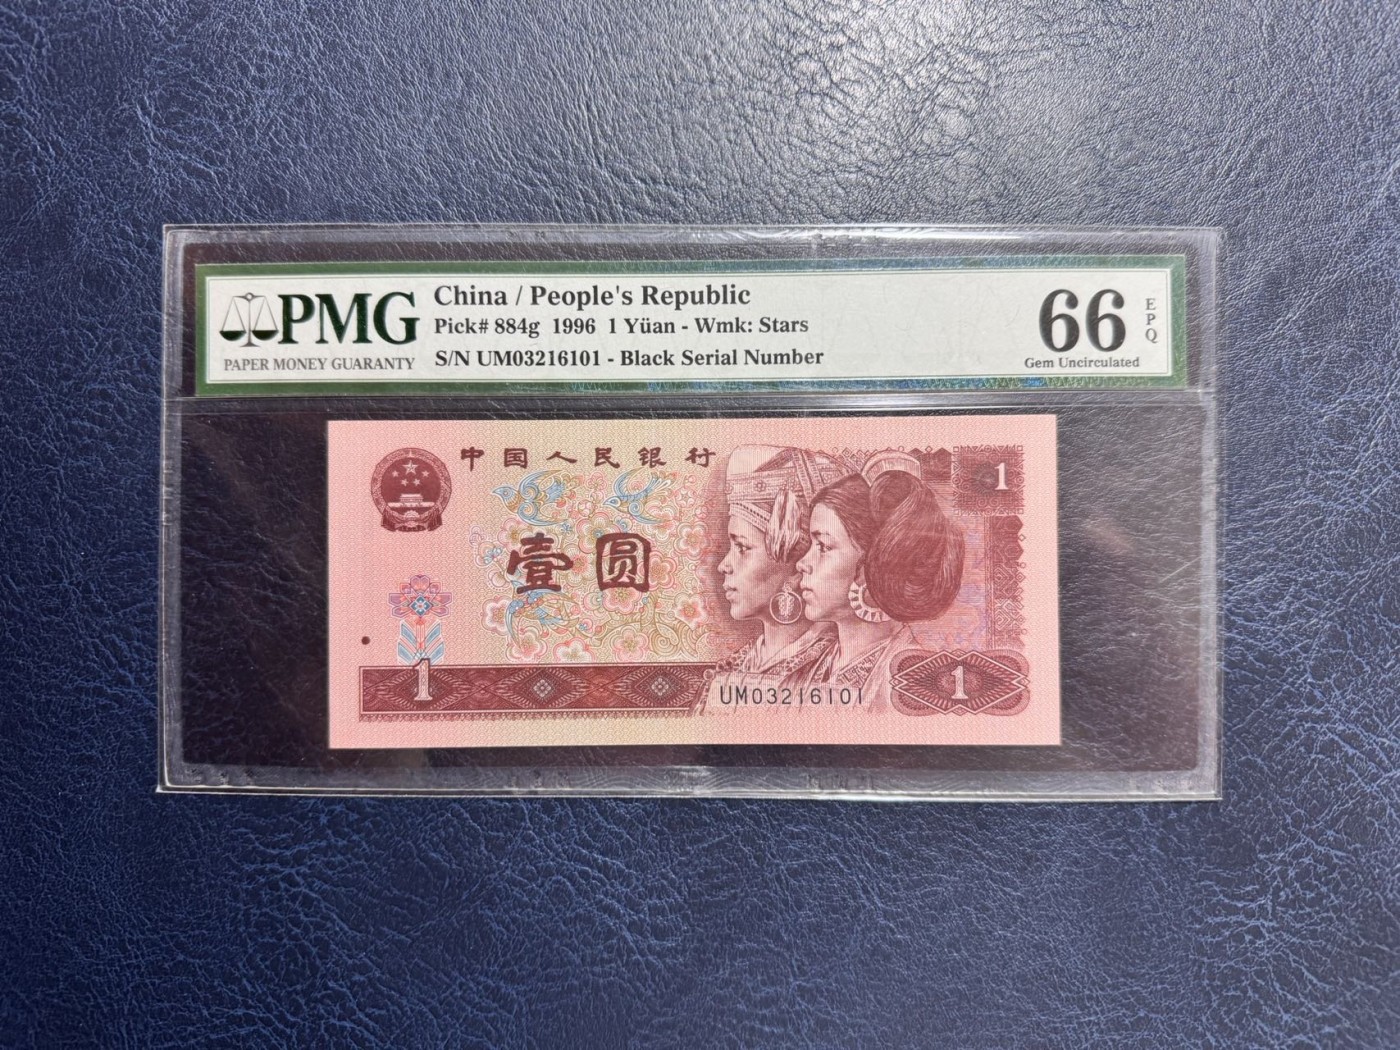 PMG
PAPER MONEY GUARANTY
China / People's Republic
Pick# 884g 1996 1 Yüan - Wmk: Stars
S/N UM03216101 - Black Serial Number
66
EPQ
Gem Uncirculated
中国人民银行
1
壹圆
1
UM03216101
1